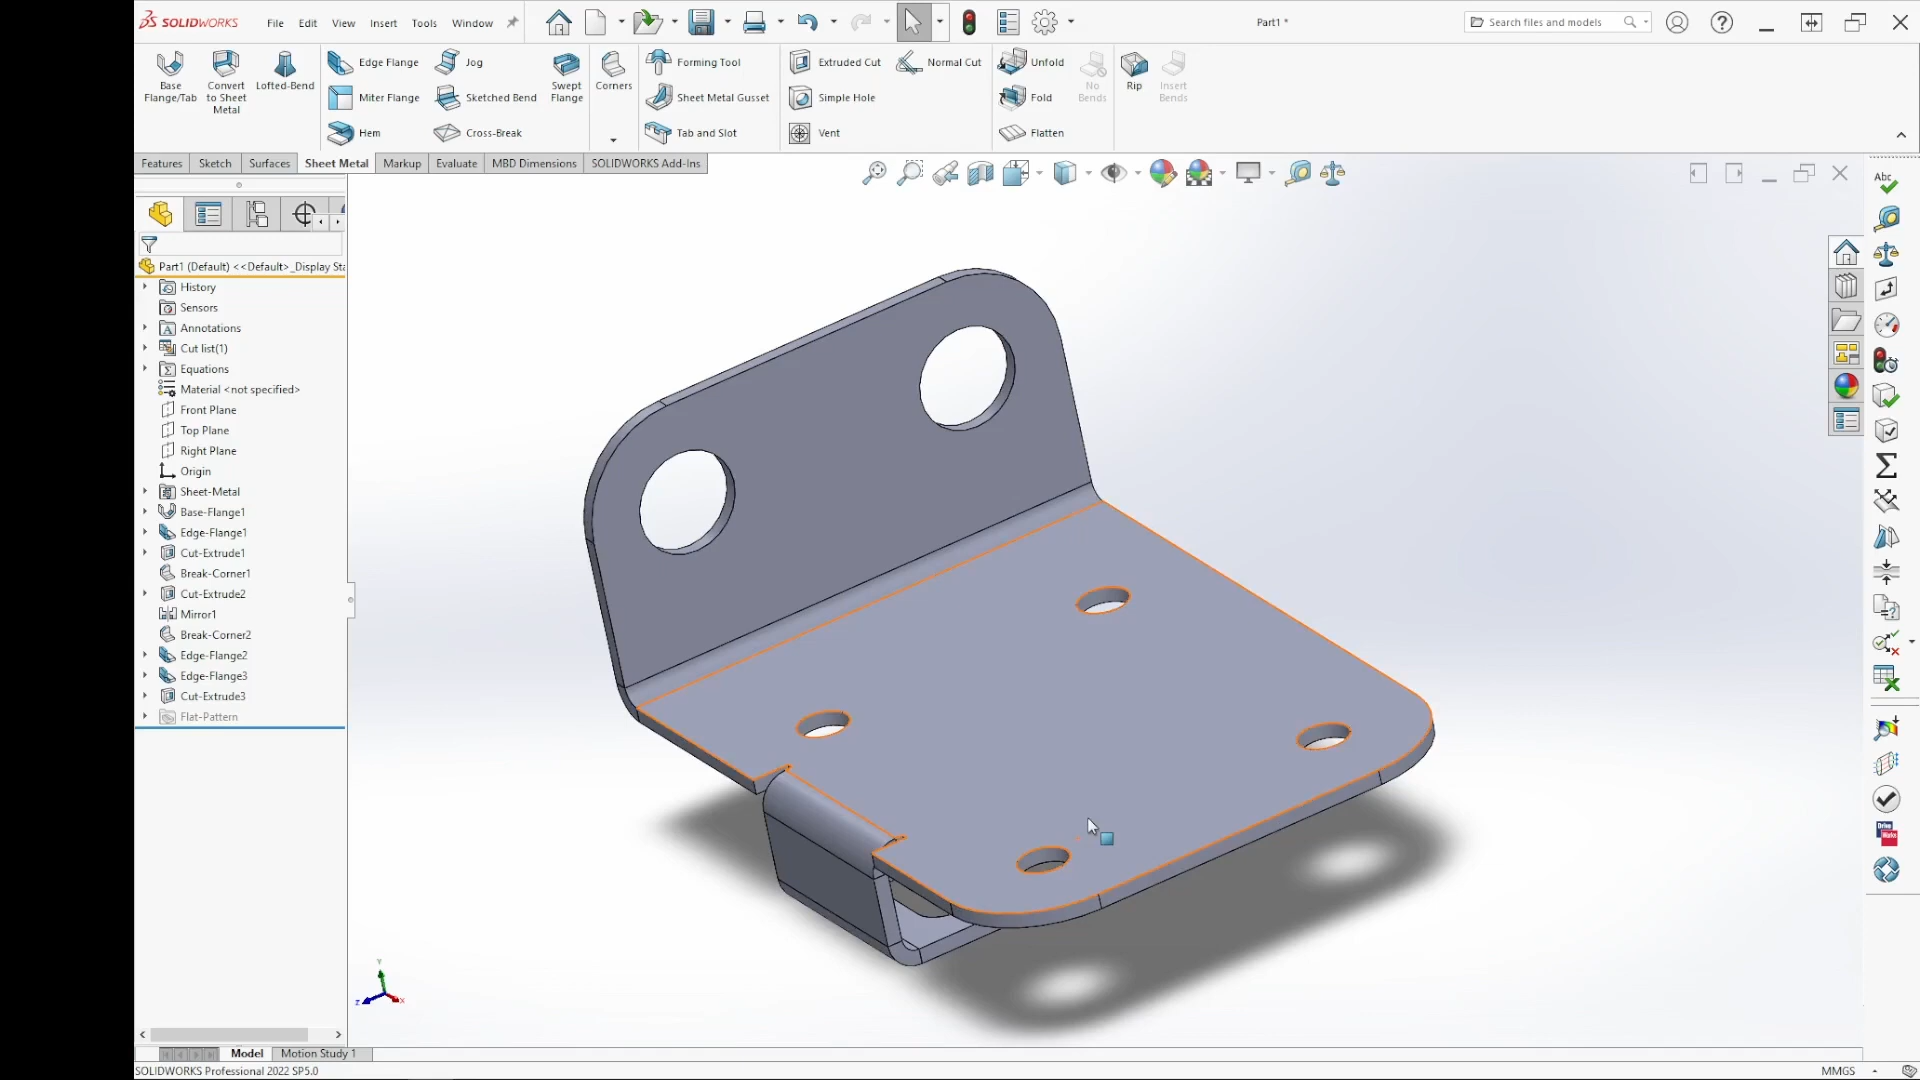 SOLIDWORKS File Edit View Insert Tools Window Part1 * Search files and models
Base Flange/Tab
Convert to Sheet Metal
Lofted-Bend
Edge Flange
Miter Flange
Hem
Jog
Sketched Bend
Cross-Break
Swept Flange
Corners
Forming Tool
Sheet Metal Gusset
Tab and Slot
Extruded Cut
Simple Hole
Vent
Normal Cut
Unfold
Fold
Flatten
No Bends
Rip
Insert Bends
Features Sketch Surfaces Sheet Metal Markup Evaluate MBD Dimensions SOLIDWORKS Add-Ins
Part1 (Default) <<Default>_Display Sta
History
Sensors
Annotations
Cut list(1)
Equations
Material <not specified>
Front Plane
Top Plane
Right Plane
Origin
Sheet-Metal
Base-Flange1
Edge-Flange1
Cut-Extrude1
Break-Corner1
Cut-Extrude2
Mirror1
Break-Corner2
Edge-Flange2
Edge-Flange3
Cut-Extrude3
Flat-Pattern
Abc
Y
Z
X
Model Motion Study 1
SOLIDWORKS Professional 2022 SP5.0 MMGS